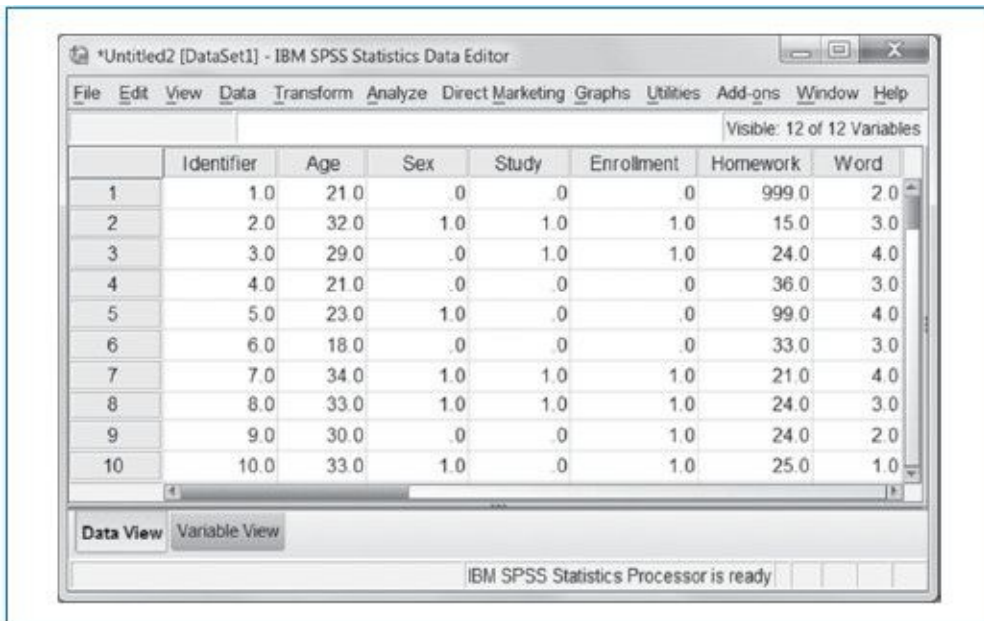 *Untitled2 [DataSet1] - IBM SPSS Statistics Data Editor
File Edit View Data Transform Analyze Direct Marketing Graphs Utilities Add-ons Window Help
Visible: 12 of 12 Variables
Identifier Age Sex Study Enrollment Homework Word
1 1.0 21.0 .0 .0 .0 999.0 2.0
2 2.0 32.0 1.0 1.0 1.0 15.0 3.0
3 3.0 29.0 .0 1.0 1.0 24.0 4.0
4 4.0 21.0 .0 .0 .0 36.0 3.0
5 5.0 23.0 1.0 .0 .0 99.0 4.0
6 6.0 18.0 .0 .0 .0 33.0 3.0
7 7.0 34.0 1.0 1.0 1.0 21.0 4.0
8 8.0 33.0 1.0 1.0 1.0 24.0 3.0
9 9.0 30.0 .0 .0 1.0 24.0 2.0
10 10.0 33.0 1.0 .0 1.0 25.0 1.0
Data View Variable View
IBM SPSS Statistics Processor is ready